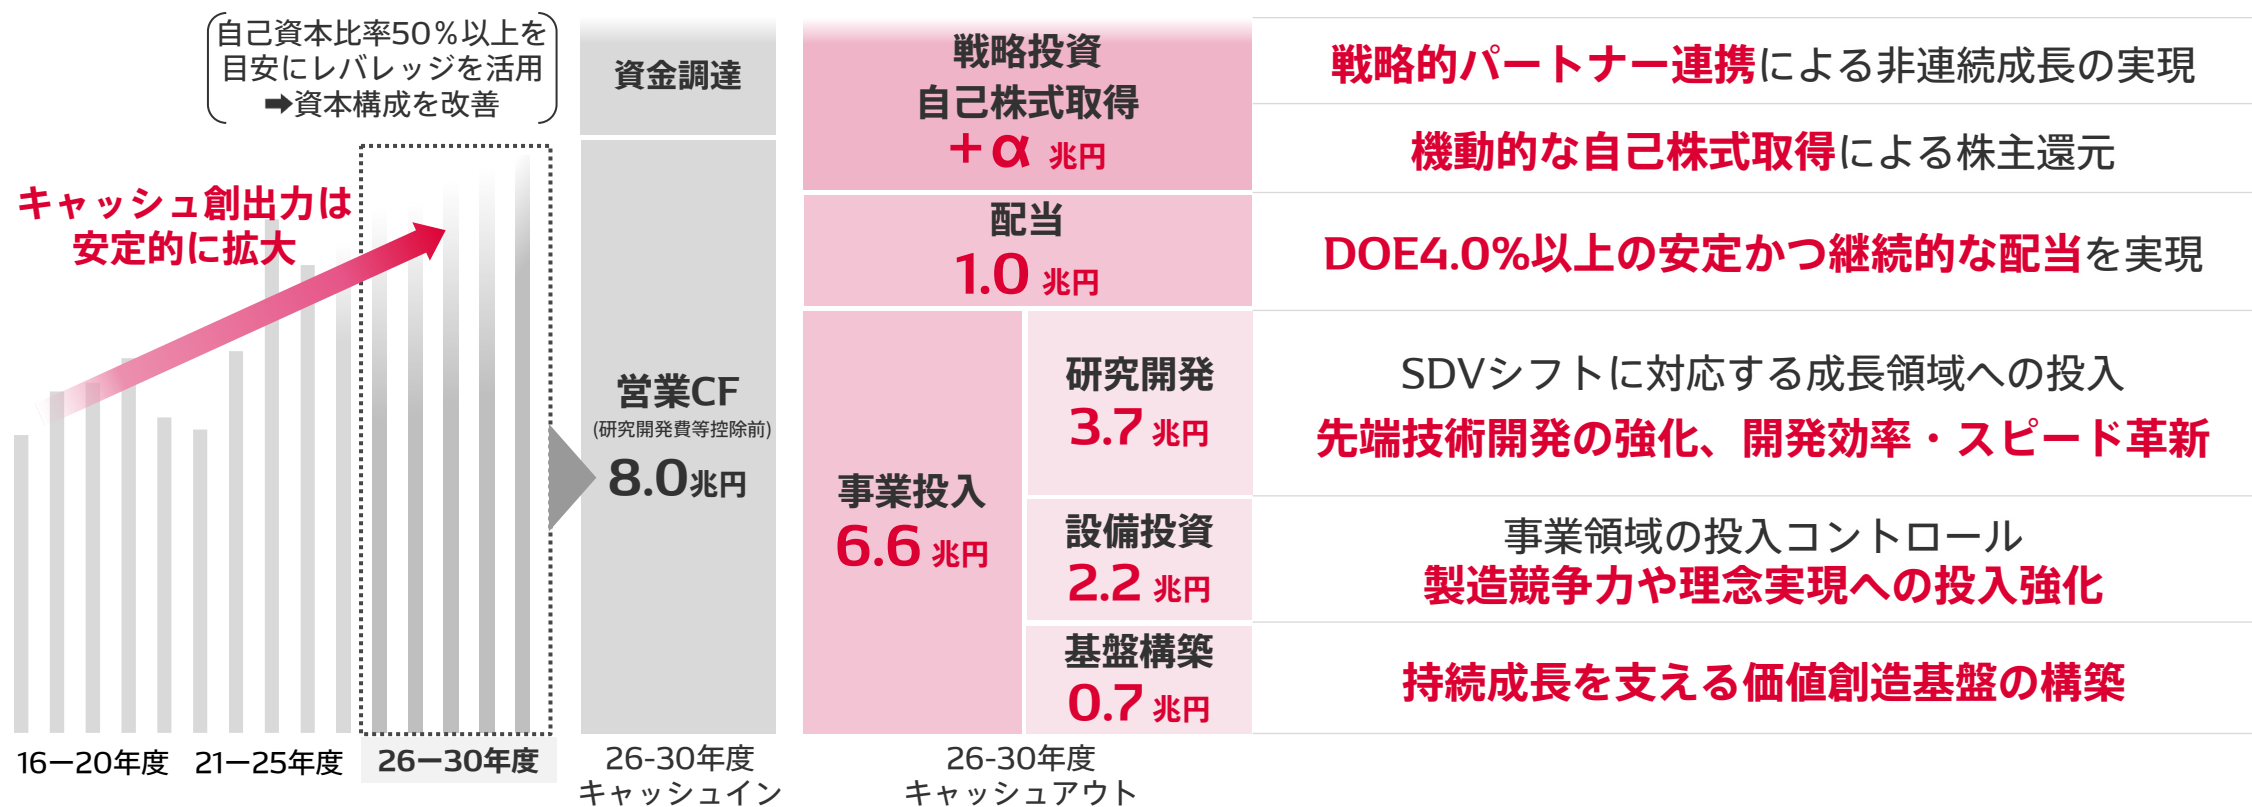 自己資本比率50%以上を
目安にレバレッジを活用
➡資本構成を改善
キャッシュ創出力は
安定的に拡大
16ー20年度
21ー25年度
26ー30年度
資金調達
営業CF
(研究開発費等控除前)
8.0兆円
26-30年度
キャッシュイン
戦略投資
自己株式取得
+α 兆円
配当
1.0 兆円
事業投入
6.6 兆円
研究開発
3.7 兆円
設備投資
2.2 兆円
基盤構築
0.7 兆円
26-30年度
キャッシュアウト
戦略的パートナー連携による非連続成長の実現
機動的な自己株式取得による株主還元
DOE4.0%以上の安定かつ継続的な配当を実現
SDVシフトに対応する成長領域への投入
先端技術開発の強化、開発効率・スピード革新
事業領域の投入コントロール
製造競争力や理念実現への投入強化
持続成長を支える価値創造基盤の構築